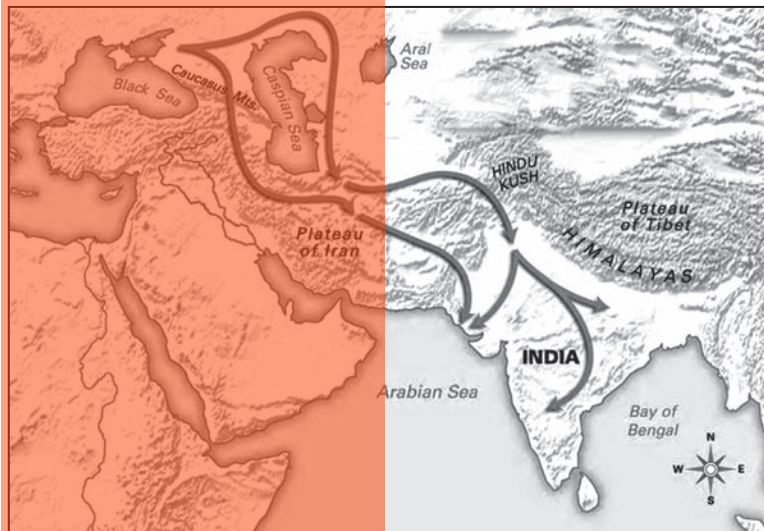 Aral
Sea
Black Sea
Caucasus Mts.
Caspian Sea
HINDU
KUSH
Plateau
of Tibet
Plateau
of Iran
HIMALAYAS
INDIA
Arabian Sea
Bay of
Bengal
N
W
E
S